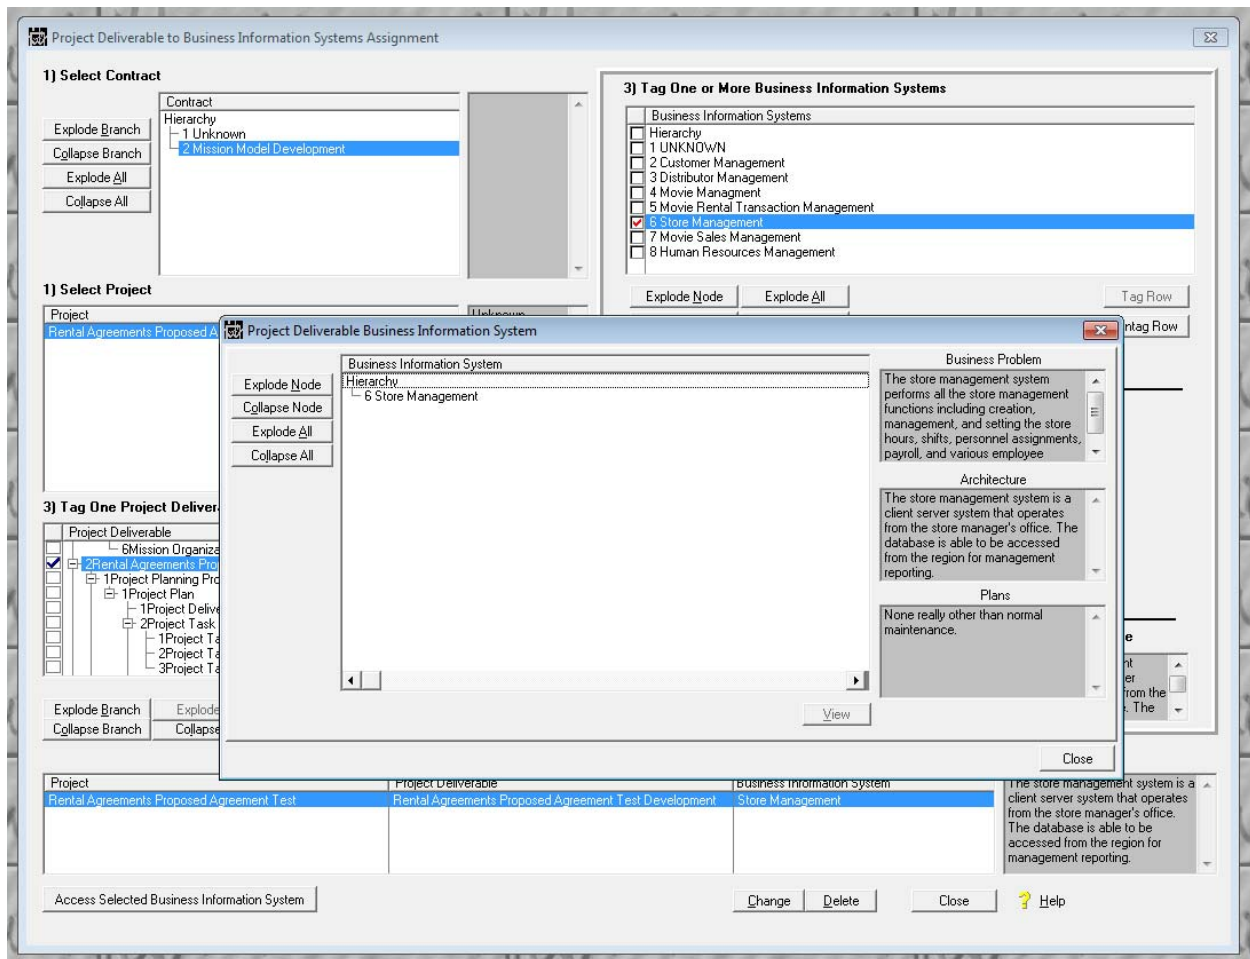 Project Deliverable to Business Information Systems Assignment
1) Select Contract
Contract
Hierarchy
1 Unknown
2 Mission Model Development
Explode Branch
Collapse Branch
Explode All
Collapse All
3) Tag One or More Business Information Systems
Business Information Systems
Hierarchy
1 UNKNOWN
2 Customer Management
3 Distributor Management
4 Movie Managment
5 Movie Rental Transaction Management
6 Store Management
7 Movie Sales Management
8 Human Resources Management
Explode Node
Explode All
Tag Row
ntag Row
1) Select Project
Project
Rental Agreements Proposed A
Project Deliverable Business Information System
Explode Node
Collapse Node
Explode All
Collapse All
Business Information System
Hierarchy
6 Store Management
Business Problem
The store management system
performs all the store management
functions including creation,
management, and setting the store
hours, shifts, personnel assignments,
payroll, and various employee
Architecture
The store management system is a
client server system that operates
from the store manager's office. The
database is able to be accessed
from the region for management
reporting.
Plans
None really other than normal
maintenance.
View
Close
3) Tag One Project Deliver
Project Deliverable
6Mission Organiza
2Rental Agreements Pro
1Project Planning Pro
1Project Plan
1Project Delive
2Project Task
1Project Ta
2Project Ta
3Project Ta
Explode Branch
Explode
Collapse Branch
Collapse
e
nt
er
from the
. The
Project
Project Deliverable
Business Information System
Rental Agreements Proposed Agreement Test
Rental Agreements Proposed Agreement Test Development
Store Management
The store management system is a
client server system that operates
from the store manager's office.
The database is able to be
accessed from the region for
management reporting.
Access Selected Business Information System
Change
Delete
Close
Help